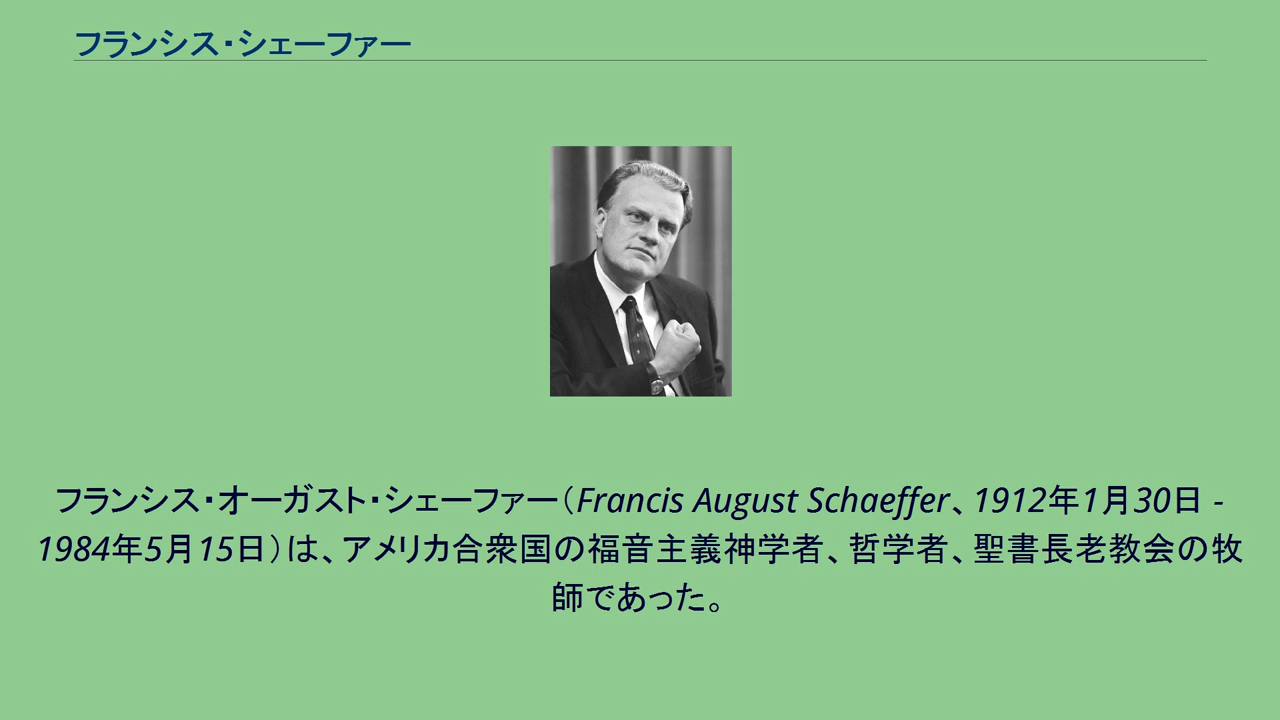 フランシス・シェーファー
フランシス・オーガスト・シェーファー（Francis August Schaeffer、1912年1月30日 -
1984年5月15日）は、アメリカ合衆国の福音主義神学者、哲学者、聖書長老教会の牧
師であった。